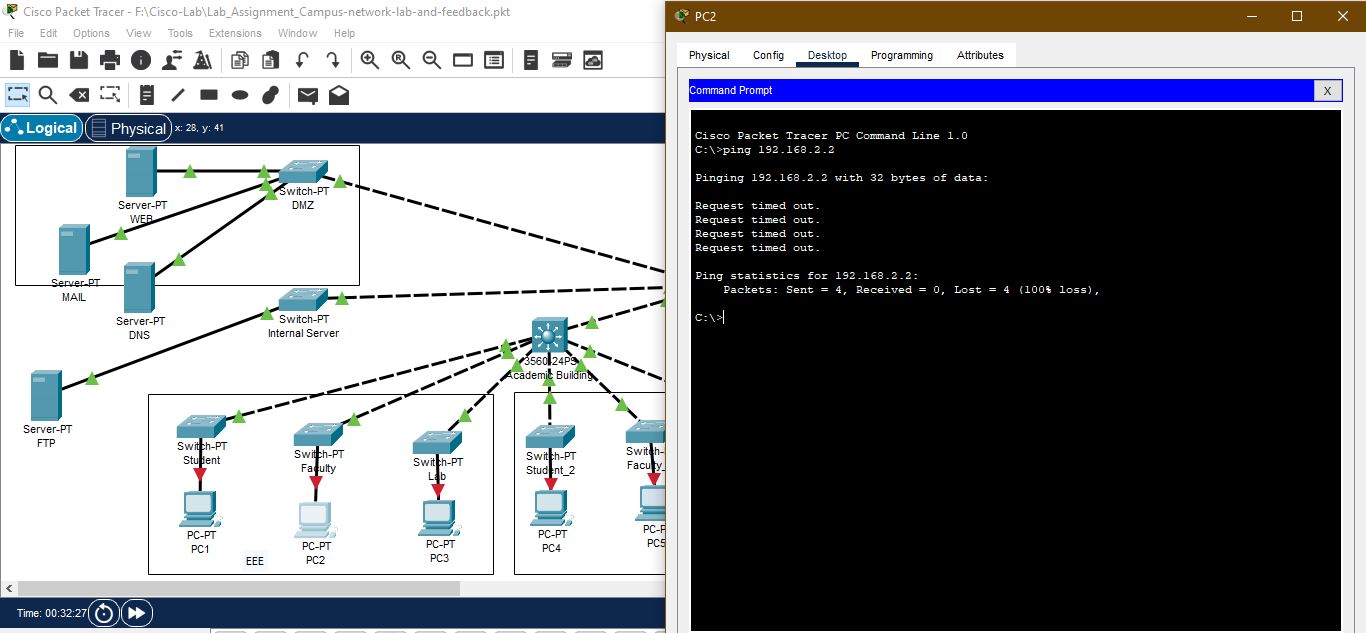 Cisco Packet Tracer - F:\Cisco-Lab\Lab_Assignment_Campus-network-lab-and-feedback.pkt
File Edit Options View Tools Extensions Window Help
Logical Physical x: 28, y: 41
Server-PT
WEB
Switch-PT
DMZ
Server-PT
MAIL
Server-PT
DNS
Switch-PT
Internal Server
3560-24PS
Academic Building
Server-PT
FTP
Switch-PT
Student
Switch-PT
Faculty
Switch-PT
Lab
Switch-PT
Student_2
Switch-
Faculty_
PC-PT
PC1
PC-PT
PC2
PC-PT
PC3
PC-PT
PC4
PC-P
PC5
EEE
Time: 00:32:27
PC2
Physical Config Desktop Programming Attributes
Command Prompt X
Cisco Packet Tracer PC Command Line 1.0
C:\>ping 192.168.2.2
Pinging 192.168.2.2 with 32 bytes of data:
Request timed out.
Request timed out.
Request timed out.
Request timed out.
Ping statistics for 192.168.2.2:
Packets: Sent = 4, Received = 0, Lost = 4 (100% loss),
C:\>